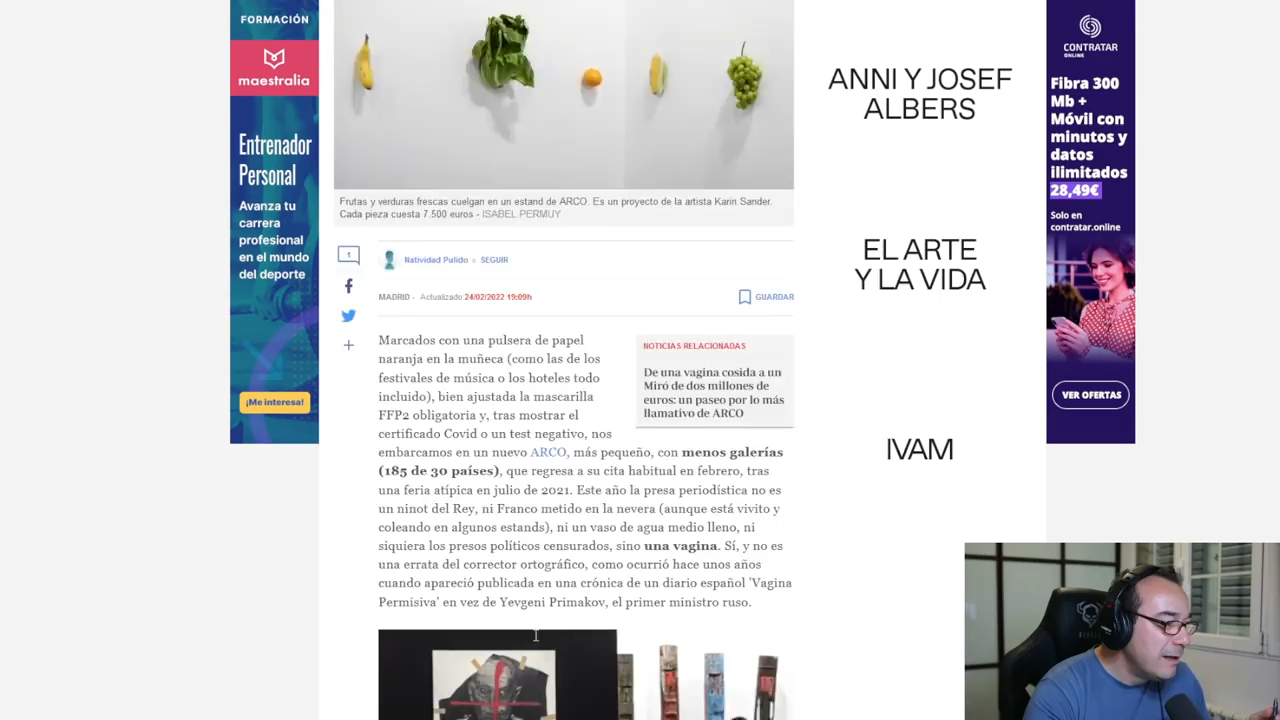 FORMACIÓN
maestralia
Entrenador
Personal
Avanza tu
carrera
profesional
en el mundo
del deporte
¡Me interesa!
Frutas y verduras frescas cuelgan en un estand de ARCO. Es un proyecto de la artista Karin Sander.
Cada pieza cuesta 7.500 euros - ISABEL PERMUY
1
Natividad Pulido
SEGUIR
MADRID - Actualizado 24/02/2022 19:09h
GUARDAR
Marcados con una pulsera de papel
naranja en la muñeca (como las de los
festivales de música o los hoteles todo
incluido), bien ajustada la mascarilla
FFP2 obligatoria y, tras mostrar el
certificado Covid o un test negativo, nos
embarcamos en un nuevo ARCO, más pequeño, con menos galerías
(185 de 30 países), que regresa a su cita habitual en febrero, tras
una feria atípica en julio de 2021. Este año la presa periodística no es
un ninot del Rey, ni Franco metido en la nevera (aunque está vivito y
coleando en algunos estands), ni un vaso de agua medio lleno, ni
siquiera los presos políticos censurados, sino una vagina. Sí, y no es
una errata del corrector ortográfico, como ocurrió hace unos años
cuando apareció publicada en una crónica de un diario español 'Vagina
Permisiva' en vez de Yevgeni Primakov, el primer ministro ruso.
NOTICIAS RELACIONADAS
De una vagina cosida a un
Miró de dos millones de
euros: un paseo por lo más
llamativo de ARCO
ANNI Y JOSEF
ALBERS
EL ARTE
Y LA VIDA
IVAM
CONTRATAR
ONLINE
Fibra 300
Mb +
Móvil con
minutos y
datos
ilimitados
28,49€
Solo en
contratar.online
VER OFERTAS